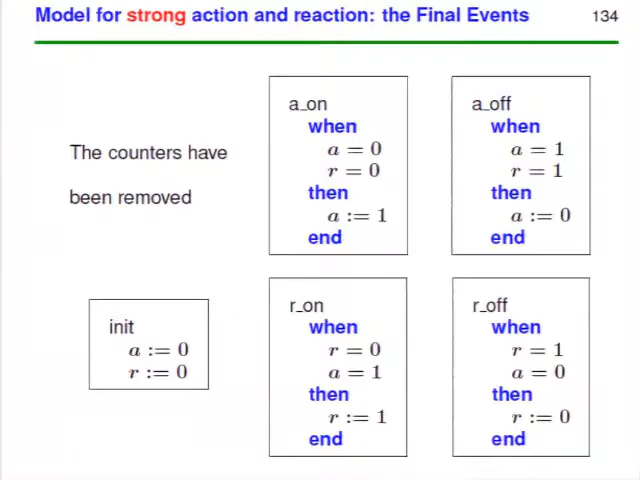 Model for strong action and reaction: the Final Events
134
The counters have
been removed
a_on
when
a = 0
r = 0
then
a := 1
end
a_off
when
a = 1
r = 1
then
a := 0
end
init
a := 0
r := 0
r_on
when
r = 0
a = 1
then
r := 1
end
r_off
when
r = 1
a = 0
then
r := 0
end